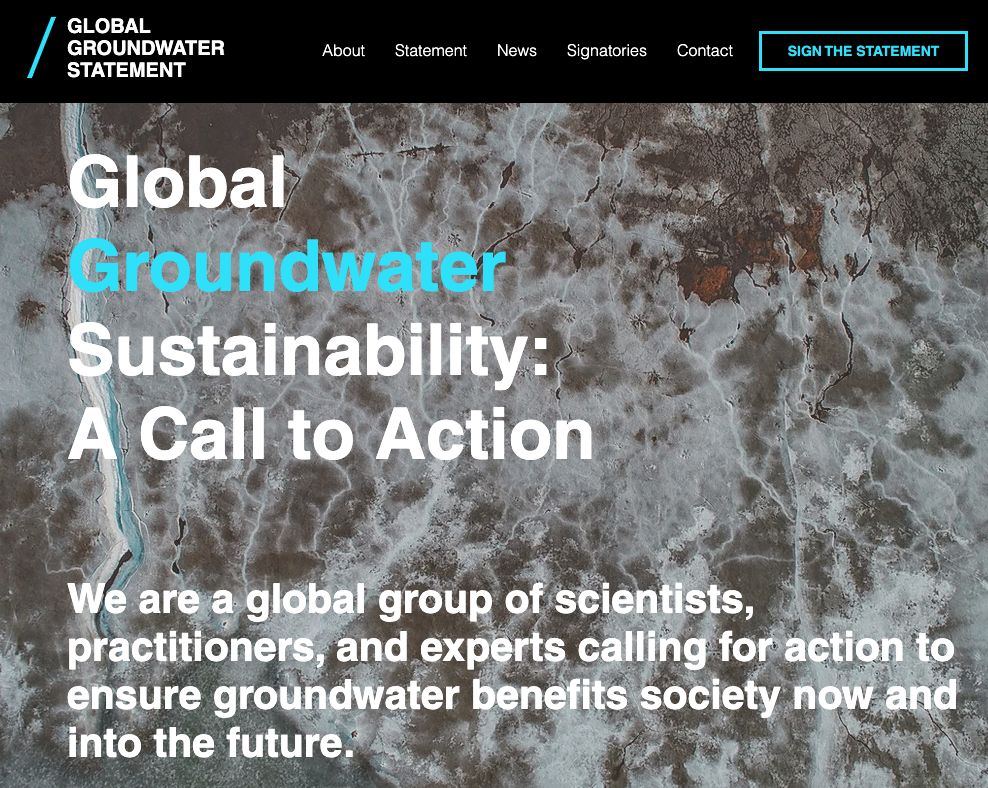 GLOBAL
GROUNDWATER
STATEMENT
About Statement News Signatories Contact SIGN THE STATEMENT
Global
Groundwater
Sustainability:
A Call to Action
We are a global group of scientists,
practitioners, and experts calling for action to
ensure groundwater benefits society now and
into the future.